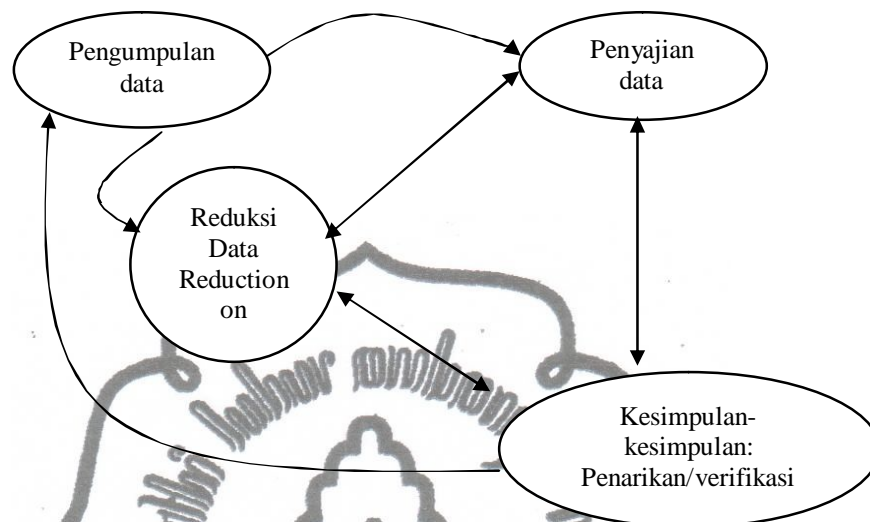 Pengumpulan
data
Penyajian
data
Reduksi
Data
Reduction
on
Kesimpulan-
kesimpulan:
Penarikan/verifikasi